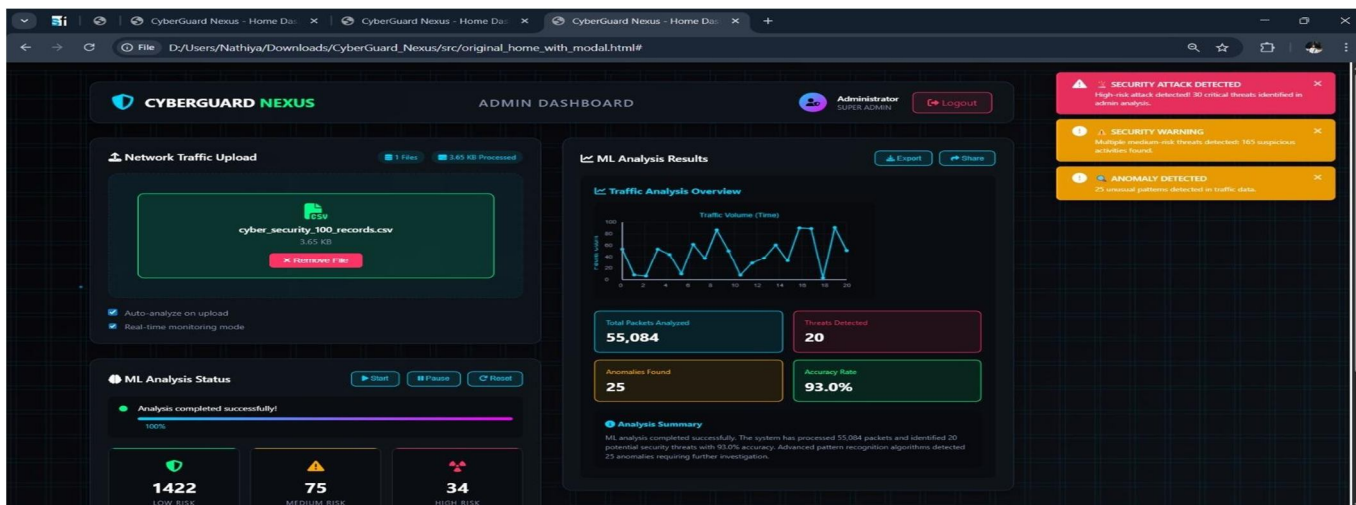 CyberGuard Nexus - Home Das
CyberGuard Nexus - Home Das
CyberGuard Nexus - Home Das
File D:/Users/Nathiya/Downloads/CyberGuard_Nexus/src/original_home_with_modal.html#
CYBERGUARD NEXUS
ADMIN DASHBOARD
Administrator
SUPER ADMIN
Logout
SECURITY ATTACK DETECTED
High-risk attack detected! 30 critical threats identified in
admin analysis.
SECURITY WARNING
Multiple medium-risk threats detected: 165 suspicious
activities found.
ANOMALY DETECTED
25 unusual patterns detected in traffic data.
Network Traffic Upload
1 Files
3.65 KB Processed
CSV
cyber_security_100_records.csv
3.65 KB
Remove File
Auto-analyze on upload
Real-time monitoring mode
ML Analysis Status
Start
Pause
Reset
Analysis completed successfully!
100%
1422
LOW RISK
75
MEDIUM RISK
34
HIGH RISK
ML Analysis Results
Export
Share
Traffic Analysis Overview
Traffic Volume (Time)
100
80
60
40
20
0
0 2 4 6 8 10 12 14 16 18 20
Total Packets Analyzed
55,084
Threats Detected
20
Anomalies Found
25
Accuracy Rate
93.0%
Analysis Summary
ML analysis completed successfully. The system has processed 55,084 packets and identified 20
potential security threats with 93.0% accuracy. Advanced pattern recognition algorithms detected
25 anomalies requiring further investigation.